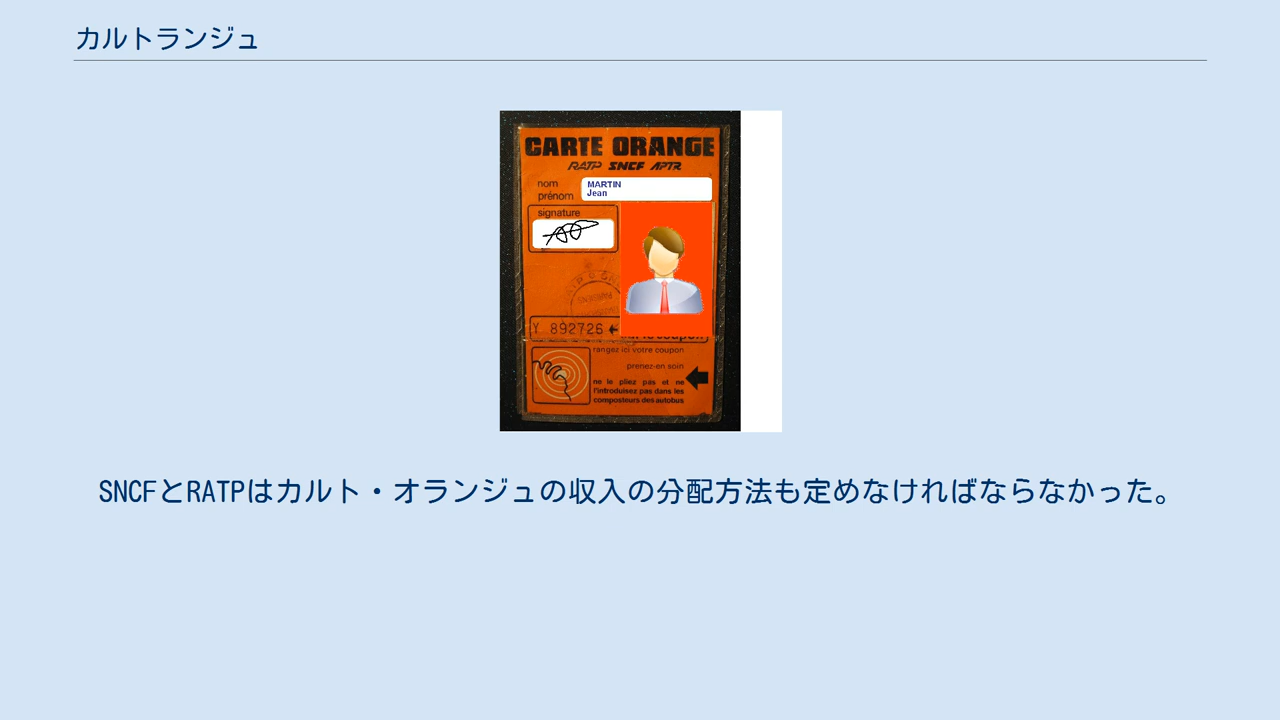 カルトランジュ
CARTE ORANGE
RATP SNCF APTR
nom
prénom
MARTIN
Jean
signature
Y 892726
rangez ici votre coupon
prenez-en soin
ne le pliez pas et ne
l'introduisez pas dans les
composteurs des autobus
SNCFとRATPはカルト・オランジュの収入の分配方法も定めなければならなかった。